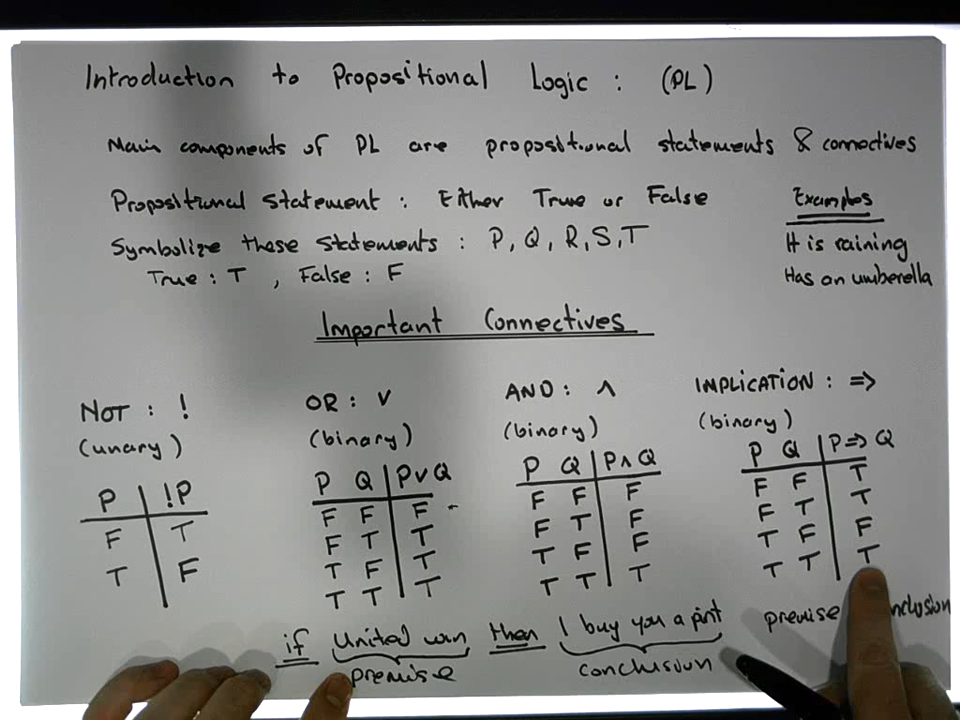 Introduction to Propositional Logic : (PL)
Main components of PL are propositional statements & connectives
Propositional Statement : Either True or False
Symbolize these statements : P, Q, R, S, T
True : T , False : F
Examples
It is raining
Has an umberella
Important Connectives
NOT : !
(unary)
P !P
F T
T F
OR : ∨
(binary)
P Q P∨Q
F F F
F T T
T F T
T T T
AND : ∧
(binary)
P Q P∧Q
F F F
F T F
T F F
T T T
IMPLICATION : =>
(binary)
P Q P=>Q
F F T
F T T
T F F
T T T
if United win then I buy you a pint
premise conclusion
premise